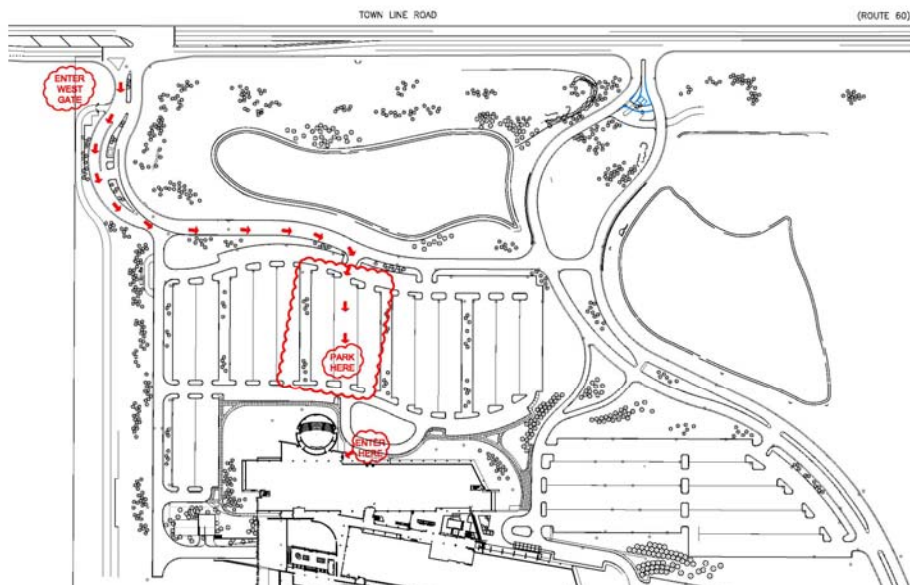 TOWN LINE ROAD
(ROUTE 60)
ENTER
WEST
GATE
PARK
HERE
ENTER
HERE